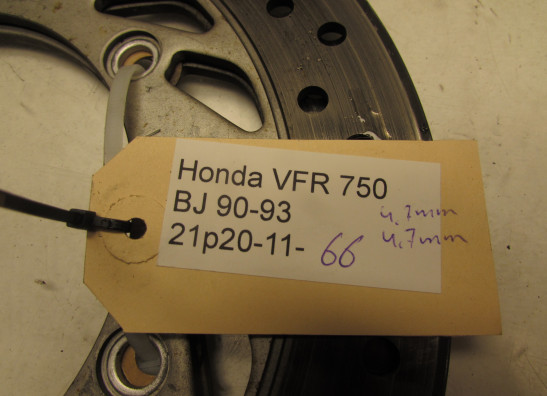 Honda VFR 750
BJ 90-93
4.7mm
21p20-11-66
4.7mm